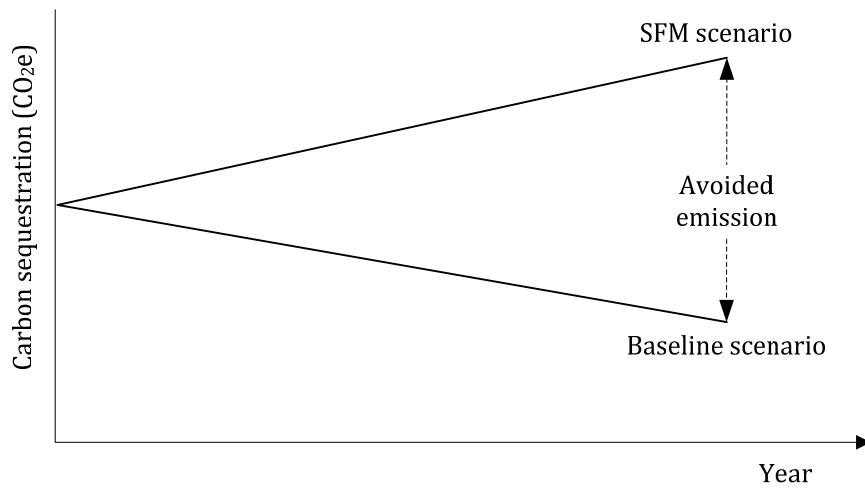 SFM scenario
Carbon sequestration (CO₂e)
Avoided
emission
Baseline scenario
Year